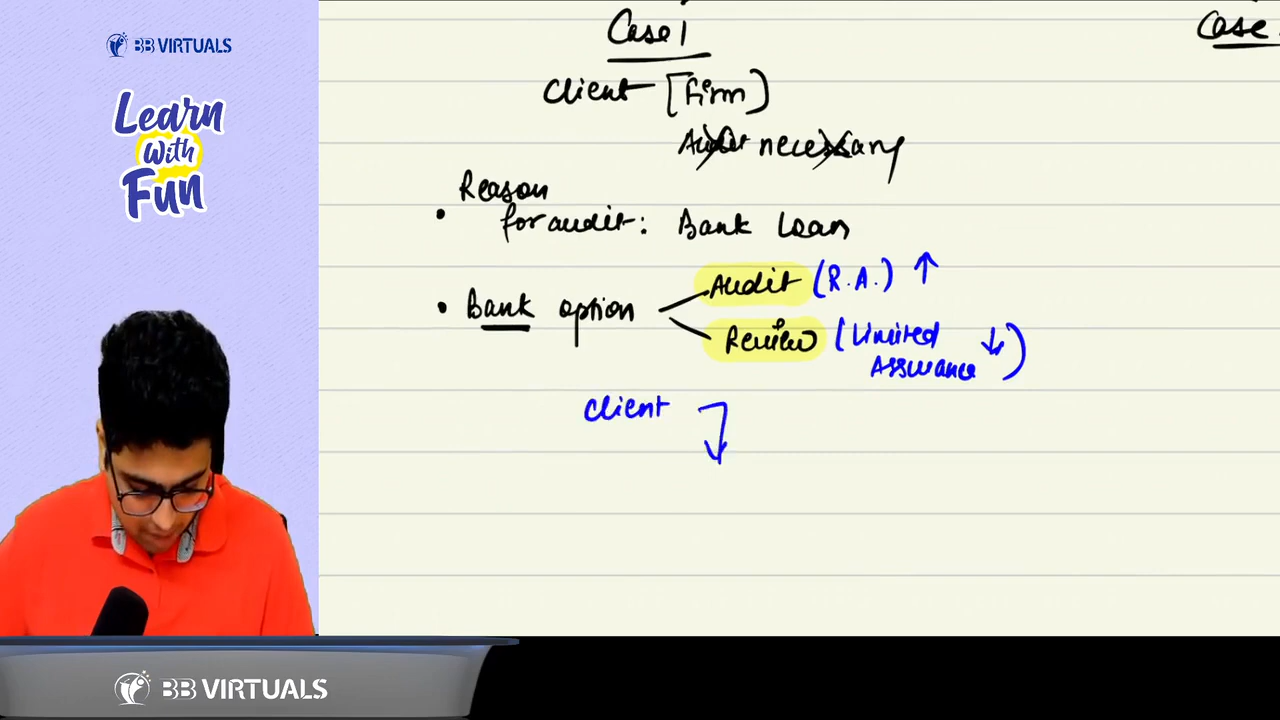 BB VIRTUALS
Learn
With
Fun
Case 1
Case
Client [Firm]
Audit necessary
• Reason
for audit: Bank Loan
• Bank option
Audit (R.A.) ↑
Review (Limited
Assurance ↓)
Client
BB VIRTUALS